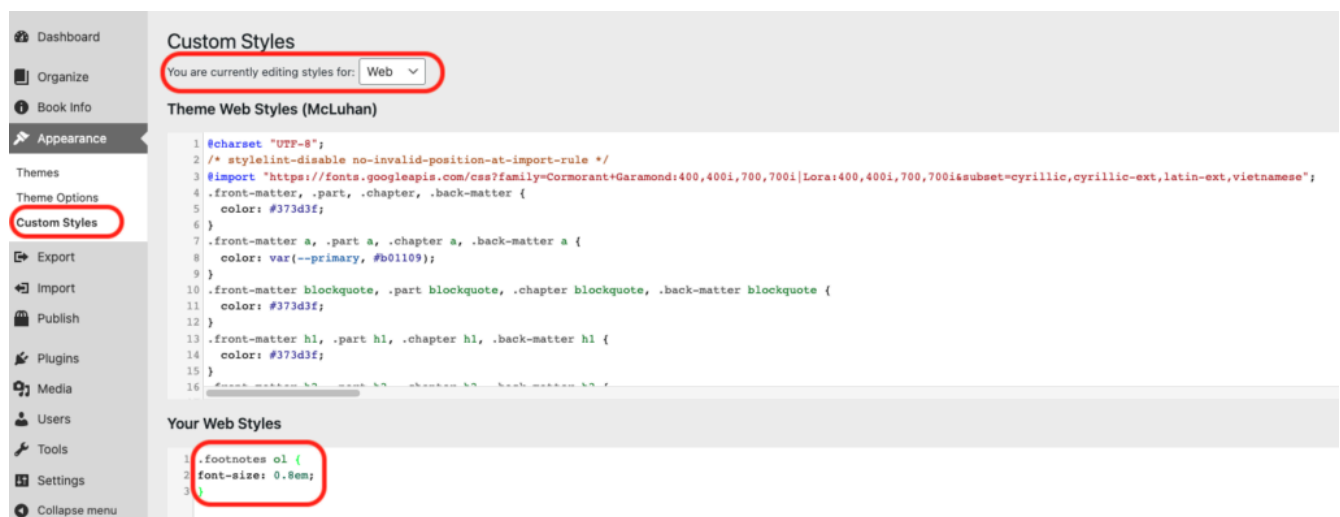 Dashboard
Organize
Book Info
Appearance
Themes
Theme Options
Custom Styles
Export
Import
Publish
Plugins
Media
Users
Tools
Settings
Collapse menu
Custom Styles
You are currently editing styles for: Web
Theme Web Styles (McLuhan)
1 @charset "UTF-8";
2 /* stylelint-disable no-invalid-position-at-import-rule */
3 @import "https://fonts.googleapis.com/css?family=Cormorant+Garamond:400,400i,700,700i|Lora:400,400i,700,700i&subset=cyrillic,cyrillic-ext,latin-ext,vietnamese";
4 .front-matter, .part, .chapter, .back-matter {
5 color: #373d3f;
6 }
7 .front-matter a, .part a, .chapter a, .back-matter a {
8 color: var(--primary, #b01109);
9 }
10 .front-matter blockquote, .part blockquote, .chapter blockquote, .back-matter blockquote {
11 color: #373d3f;
12 }
13 .front-matter h1, .part h1, .chapter h1, .back-matter h1 {
14 color: #373d3f;
15 }
16
Your Web Styles
1 .footnotes ol {
2 font-size: 0.8em;
3 }